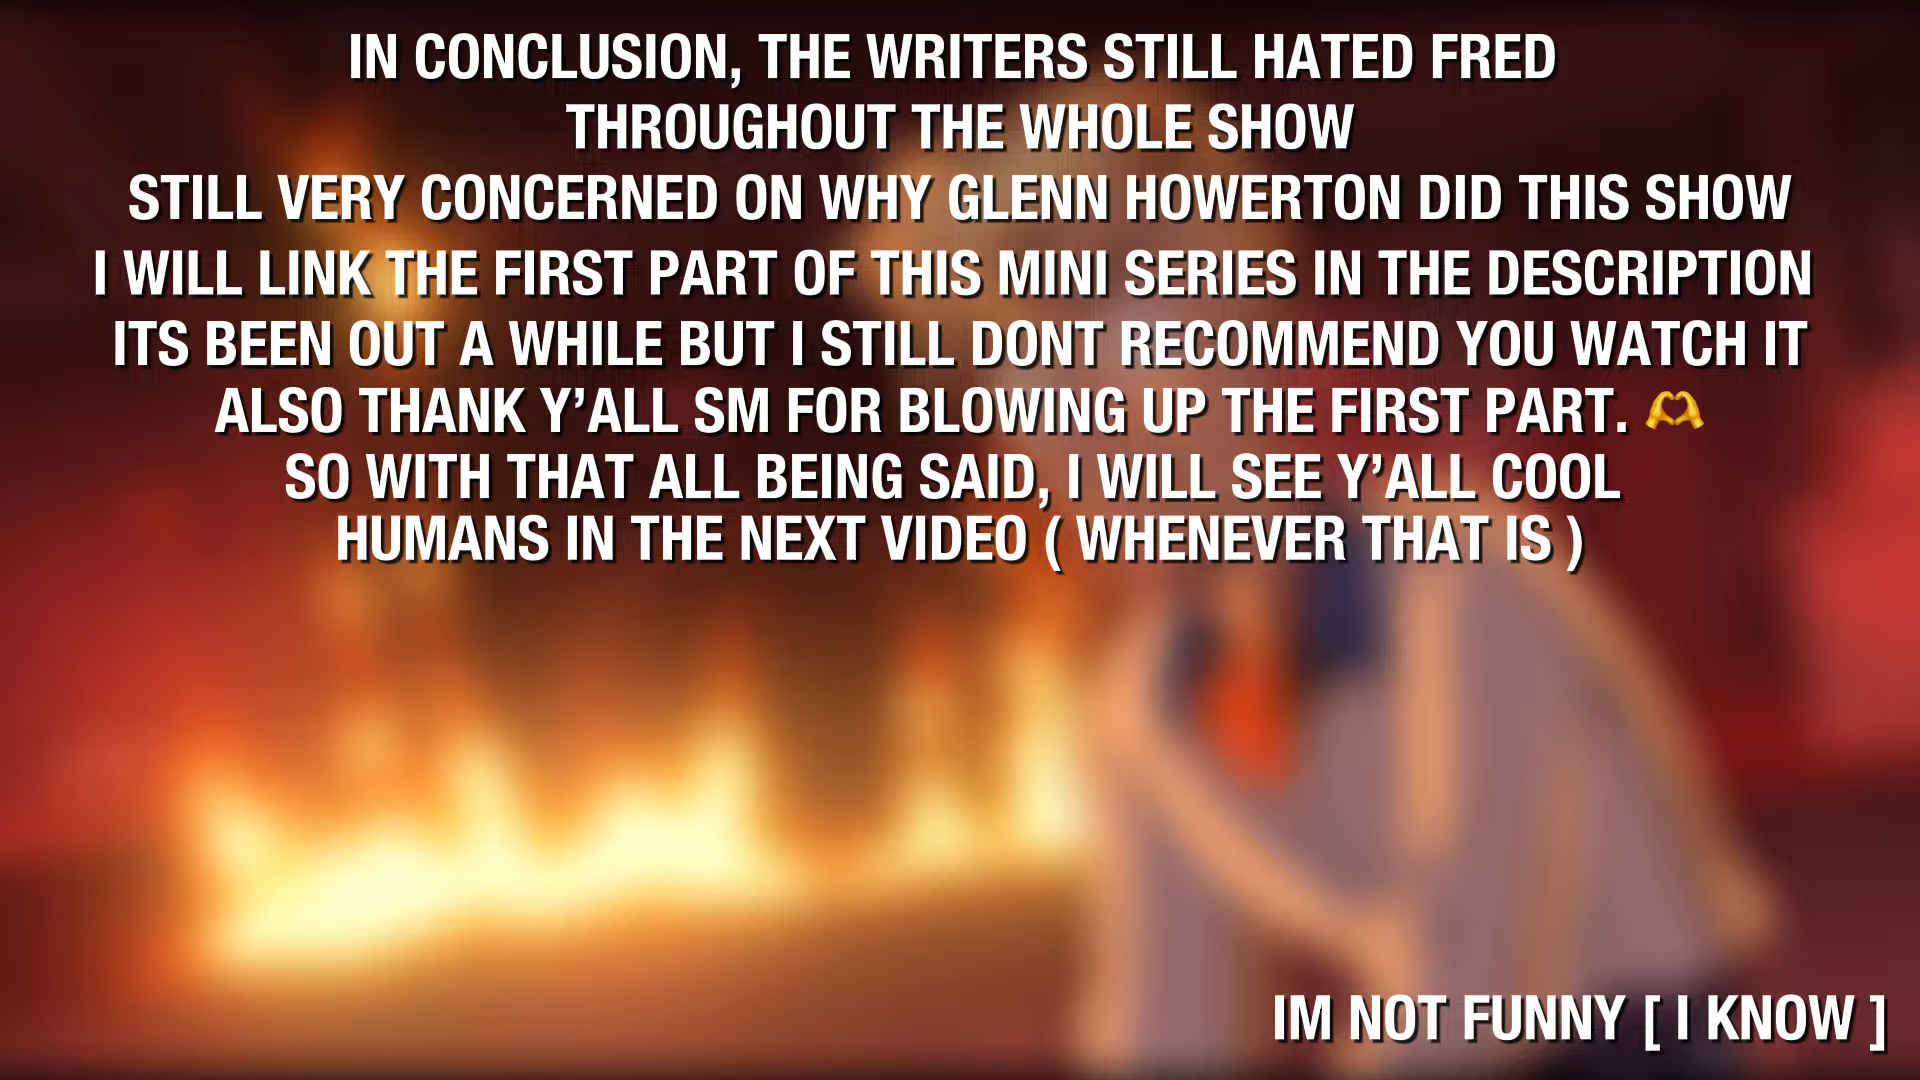 IN CONCLUSION, THE WRITERS STILL HATED FRED
THROUGHOUT THE WHOLE SHOW
STILL VERY CONCERNED ON WHY GLENN HOWERTON DID THIS SHOW
I WILL LINK THE FIRST PART OF THIS MINI SERIES IN THE DESCRIPTION
ITS BEEN OUT A WHILE BUT I STILL DONT RECOMMEND YOU WATCH IT
ALSO THANK Y’ALL SM FOR BLOWING UP THE FIRST PART. 🫶
SO WITH THAT ALL BEING SAID, I WILL SEE Y’ALL COOL
HUMANS IN THE NEXT VIDEO ( WHENEVER THAT IS )
IM NOT FUNNY [ I KNOW ]